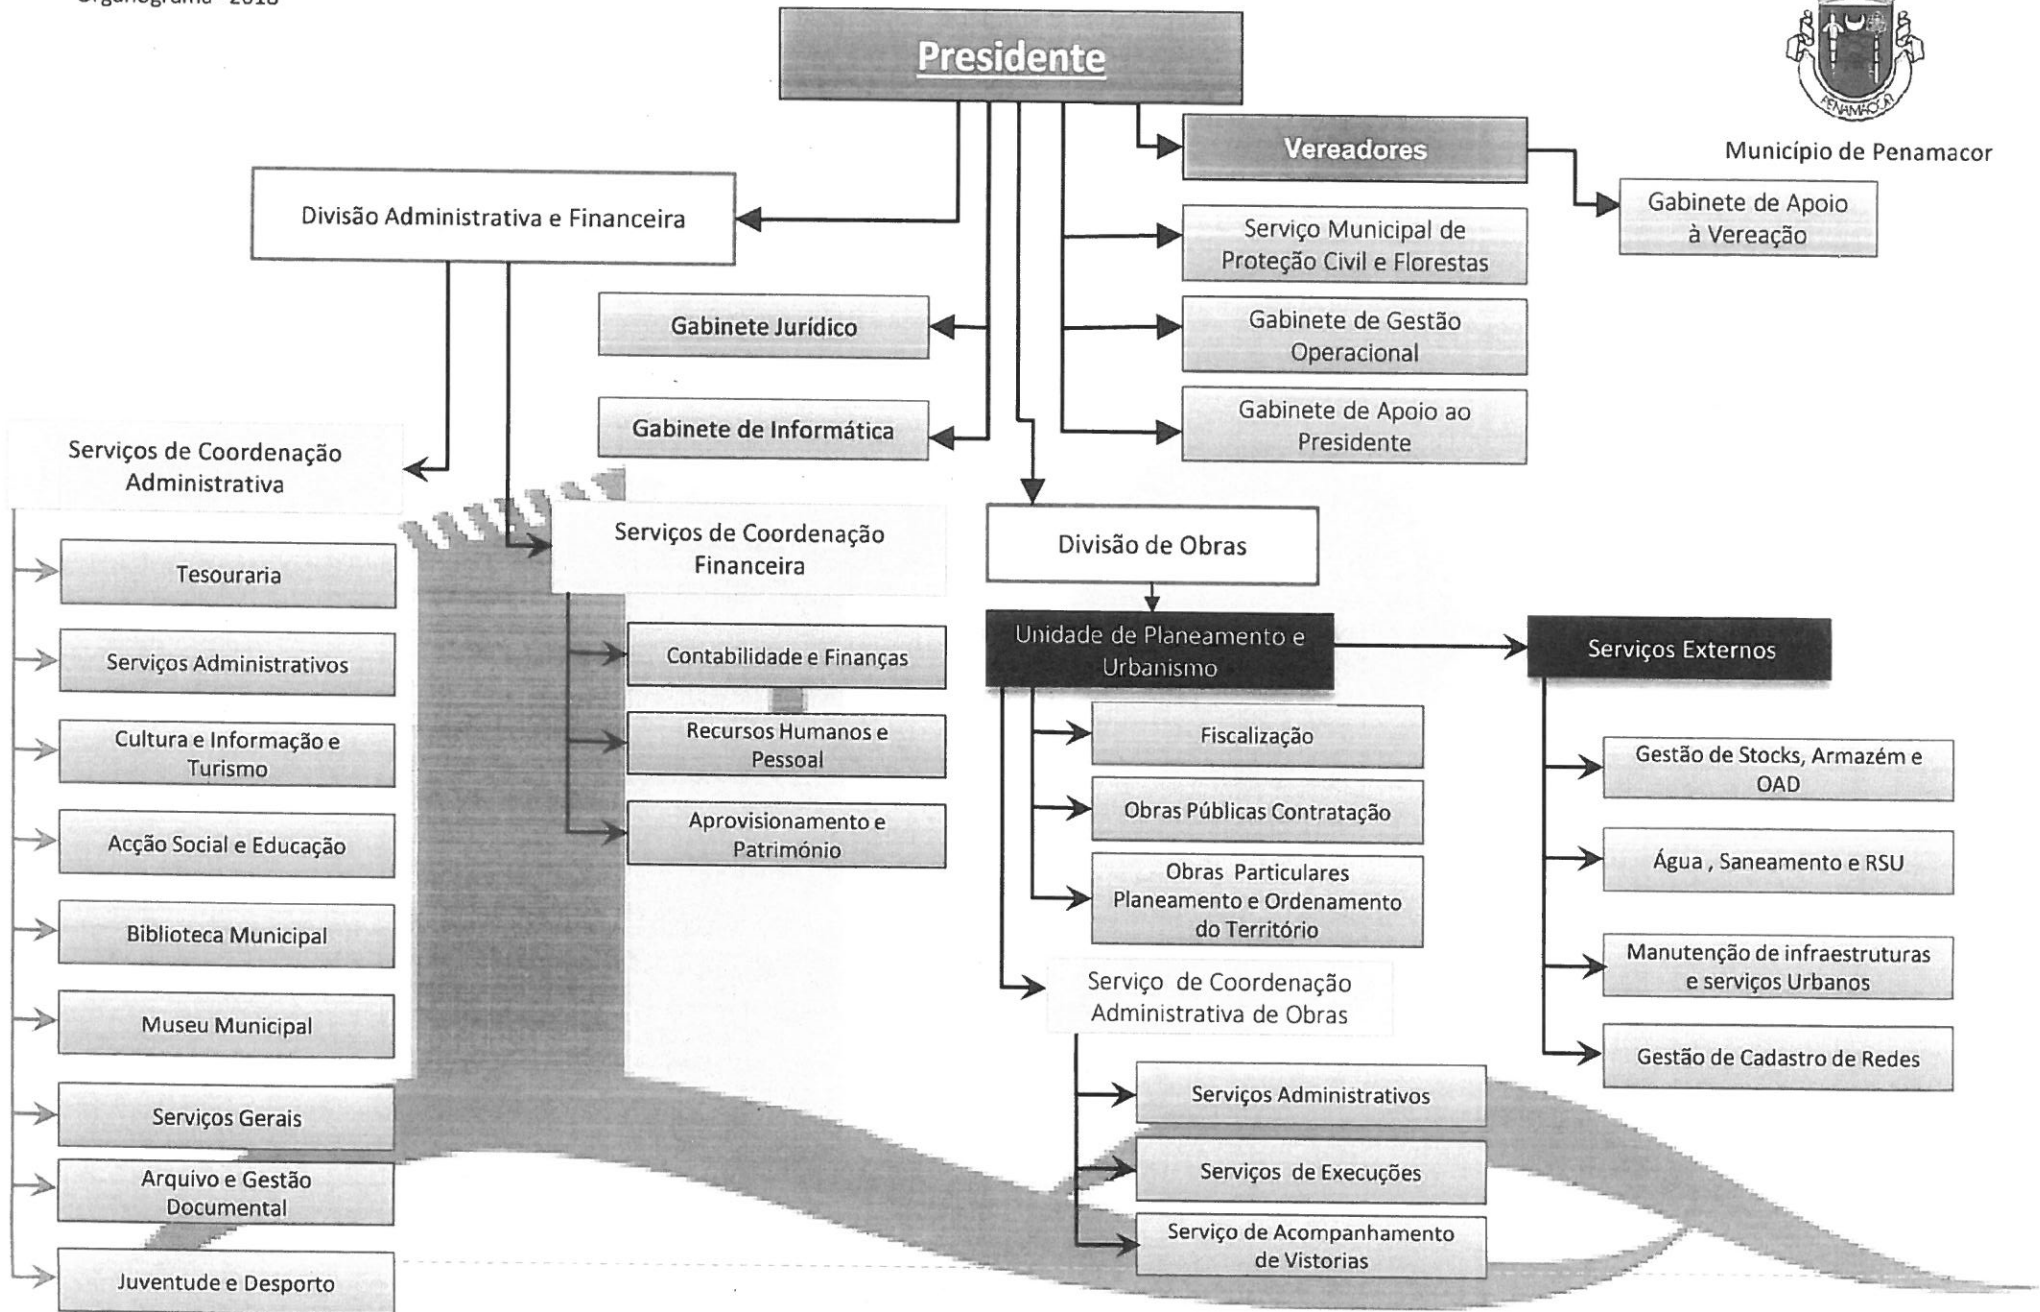 Presidente
PENAMACOR
Município de Penamacor
Vereadores
Gabinete de Apoio
à Vereação
Divisão Administrativa e Financeira
Serviço Municipal de
Proteção Civil e Florestas
Gabinete Jurídico
Gabinete de Gestão
Operacional
Gabinete de Informática
Gabinete de Apoio ao
Presidente
Serviços de Coordenação
Administrativa
Tesouraria
Serviços Administrativos
Cultura e Informação e
Turismo
Acção Social e Educação
Biblioteca Municipal
Museu Municipal
Serviços Gerais
Arquivo e Gestão
Documental
Juventude e Desporto
Serviços de Coordenação
Financeira
Contabilidade e Finanças
Recursos Humanos e
Pessoal
Aprovisionamento e
Património
Divisão de Obras
Unidade de Planeamento e
Urbanismo
Fiscalização
Obras Públicas Contratação
Obras Particulares
Planeamento e Ordenamento
do Território
Serviço de Coordenação
Administrativa de Obras
Serviços Administrativos
Serviços de Execuções
Serviço de Acompanhamento
de Vistorias
Serviços Externos
Gestão de Stocks, Armazém e
OAD
Água , Saneamento e RSU
Manutenção de infraestruturas
e serviços Urbanos
Gestão de Cadastro de Redes